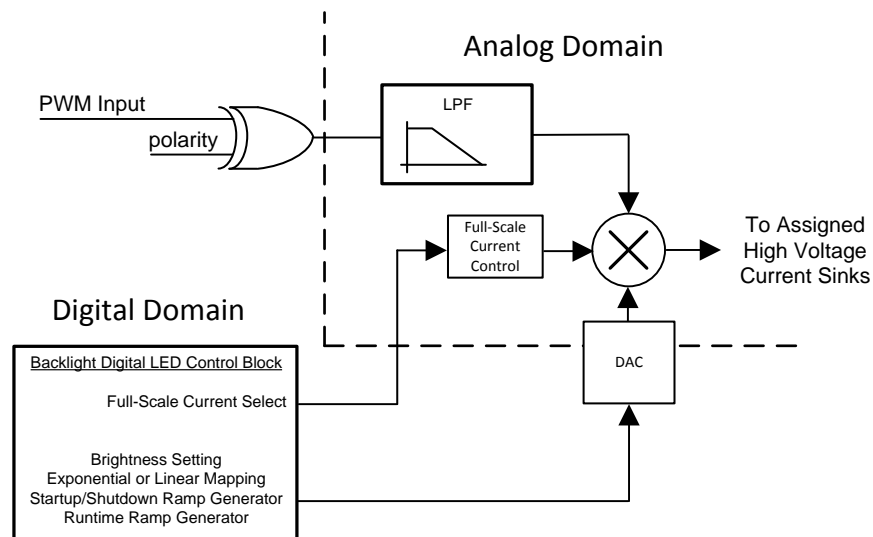 Analog Domain
PWM Input
polarity
LPF
Full-Scale
Current
Control
To Assigned
High Voltage
Current Sinks
Digital Domain
Backlight Digital LED Control Block
Full-Scale Current Select
DAC
Brightness Setting
Exponential or Linear Mapping
Startup/Shutdown Ramp Generator
Runtime Ramp Generator